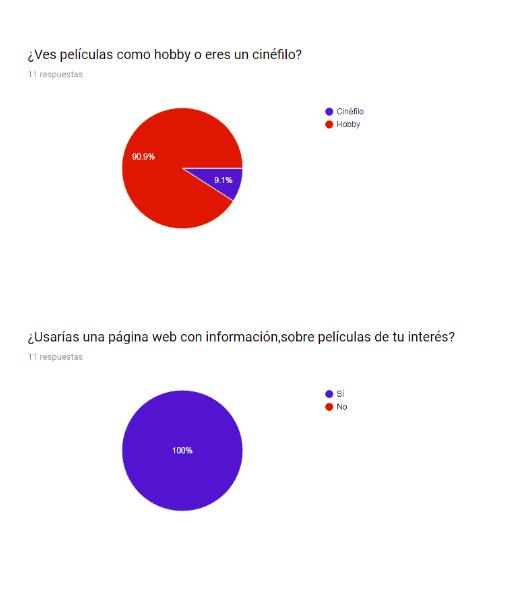 ¿Ves películas como hobby o eres un cinéfilo?
11 respuestas
Cinéfilo
Hobby
90.9%
9.1%
¿Usarías una página web con información,sobre películas de tu interés?
11 respuestas
Sí
No
100%